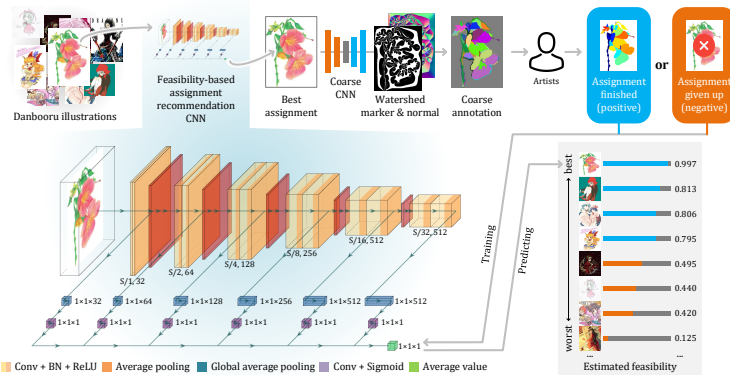 Danbooru illustrations
Feasibility-based
assignment
recommendation
CNN
Best
assignment
Coarse
CNN
Watershed
marker & normal
Coarse
annotation
Artists
Assignment
finished
(positive)
or
Assignment
given up
(negative)
S/1, 32
S/2, 64
S/4, 128
S/8, 256
S/16, 512
S/32, 512
1×1×32
1×1×64
1×1×128
1×1×256
1×1×512
1×1×512
1×1×1
1×1×1
1×1×1
1×1×1
1×1×1
1×1×1
1×1×1
Training
Predicting
best
worst
0.997
0.813
0.806
0.795
0.495
0.440
0.420
0.125
...
...
Estimated feasibility
Conv + BN + ReLU
Average pooling
Global average pooling
Conv + Sigmoid
Average value